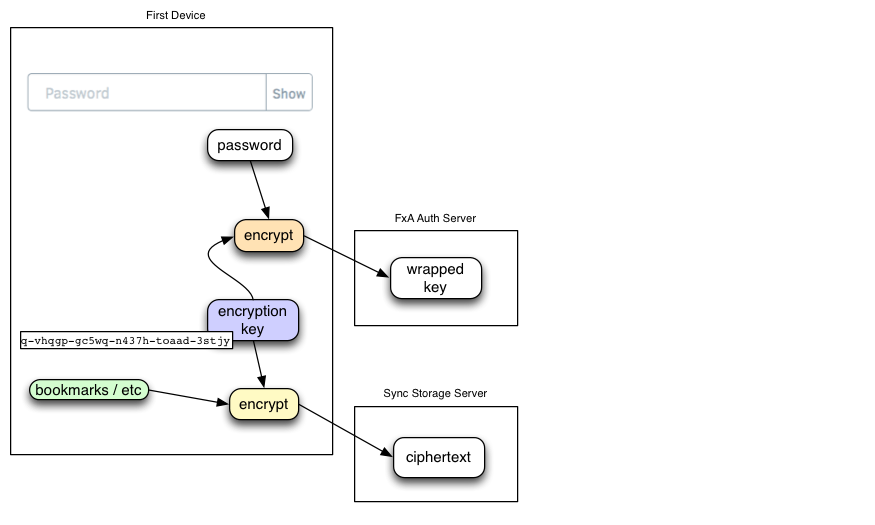 First Device
Password
Show
password
encrypt
FxA Auth Server
wrapped
key
encryption
key
q-vhqgp-gc5wq-n437h-toaad-3stjy
bookmarks / etc
encrypt
Sync Storage Server
ciphertext